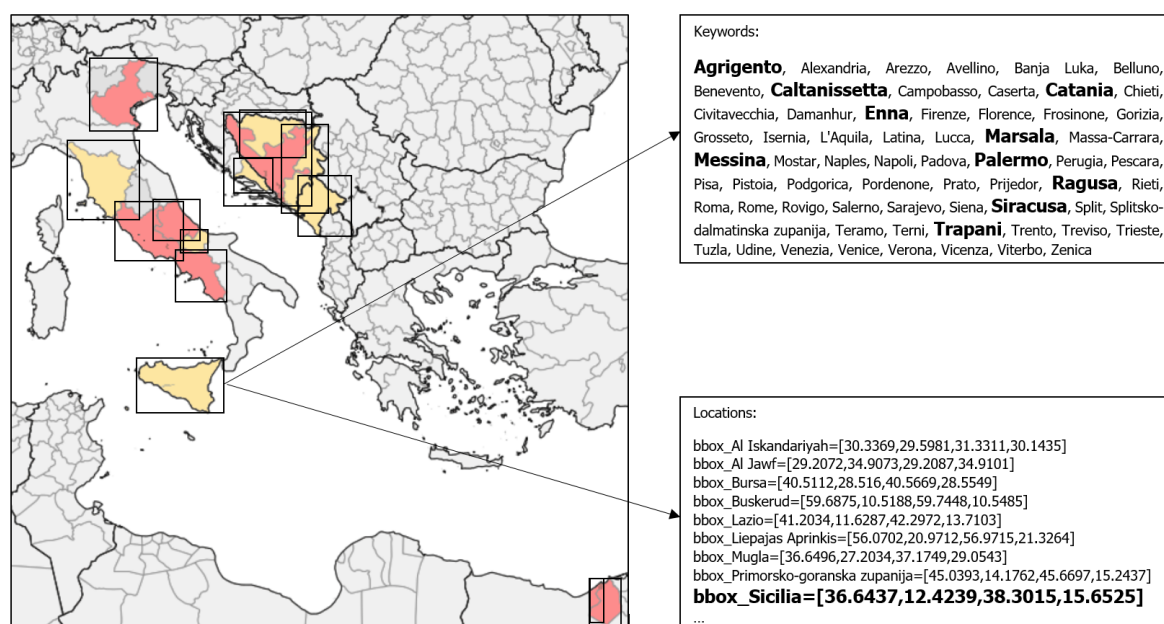 Keywords:
Agrigento, Alexandria, Arezzo, Avellino, Banja Luka, Belluno,
Benevento, Caltanissetta, Campobasso, Caserta, Catania, Chieti,
Civitavecchia, Damanhur, Enna, Firenze, Florence, Frosinone, Gorizia,
Grosseto, Isernia, L'Aquila, Latina, Lucca, Marsala, Massa-Carrara,
Messina, Mostar, Naples, Napoli, Padova, Palermo, Perugia, Pescara,
Pisa, Pistoia, Podgorica, Pordenone, Prato, Prijedor, Ragusa, Rieti,
Roma, Rome, Rovigo, Salerno, Sarajevo, Siena, Siracusa, Split, Splitsko-
dalmatinska zupanija, Teramo, Terni, Trapani, Trento, Treviso, Trieste,
Tuzla, Udine, Venezia, Venice, Verona, Vicenza, Viterbo, Zenica
Locations:
bbox_Al Iskandariyah=[30.3369,29.5981,31.3311,30.1435]
bbox_Al Jawf=[29.2072,34.9073,29.2087,34.9101]
bbox_Bursa=[40.5112,28.516,40.5669,28.5549]
bbox_Buskerud=[59.6875,10.5188,59.7448,10.5485]
bbox_Lazio=[41.2034,11.6287,42.2972,13.7103]
bbox_Liepajas Aprinkis=[56.0702,20.9712,56.9715,21.3264]
bbox_Mugla=[36.6496,27.2034,37.1749,29.0543]
bbox_Primorsko-goranska zupanija=[45.0393,14.1762,45.6697,15.2437]
bbox_Sicilia=[36.6437,12.4239,38.3015,15.6525]
...